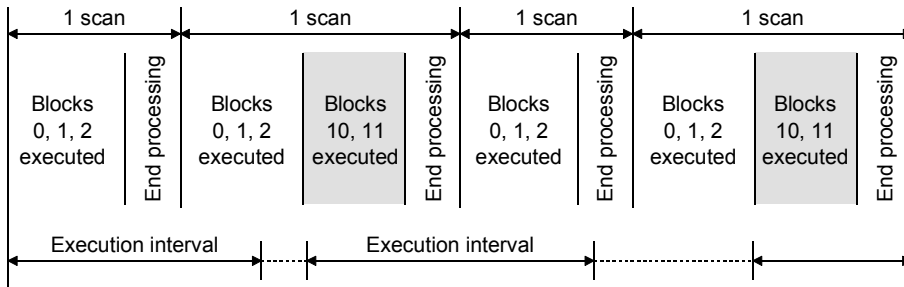 1 scan
1 scan
1 scan
1 scan
Blocks
0, 1, 2
executed
End processing
Blocks
0, 1, 2
executed
Blocks
10, 11
executed
End processing
Blocks
0, 1, 2
executed
End processing
Blocks
0, 1, 2
executed
Blocks
10, 11
executed
End processing
Execution interval
Execution interval